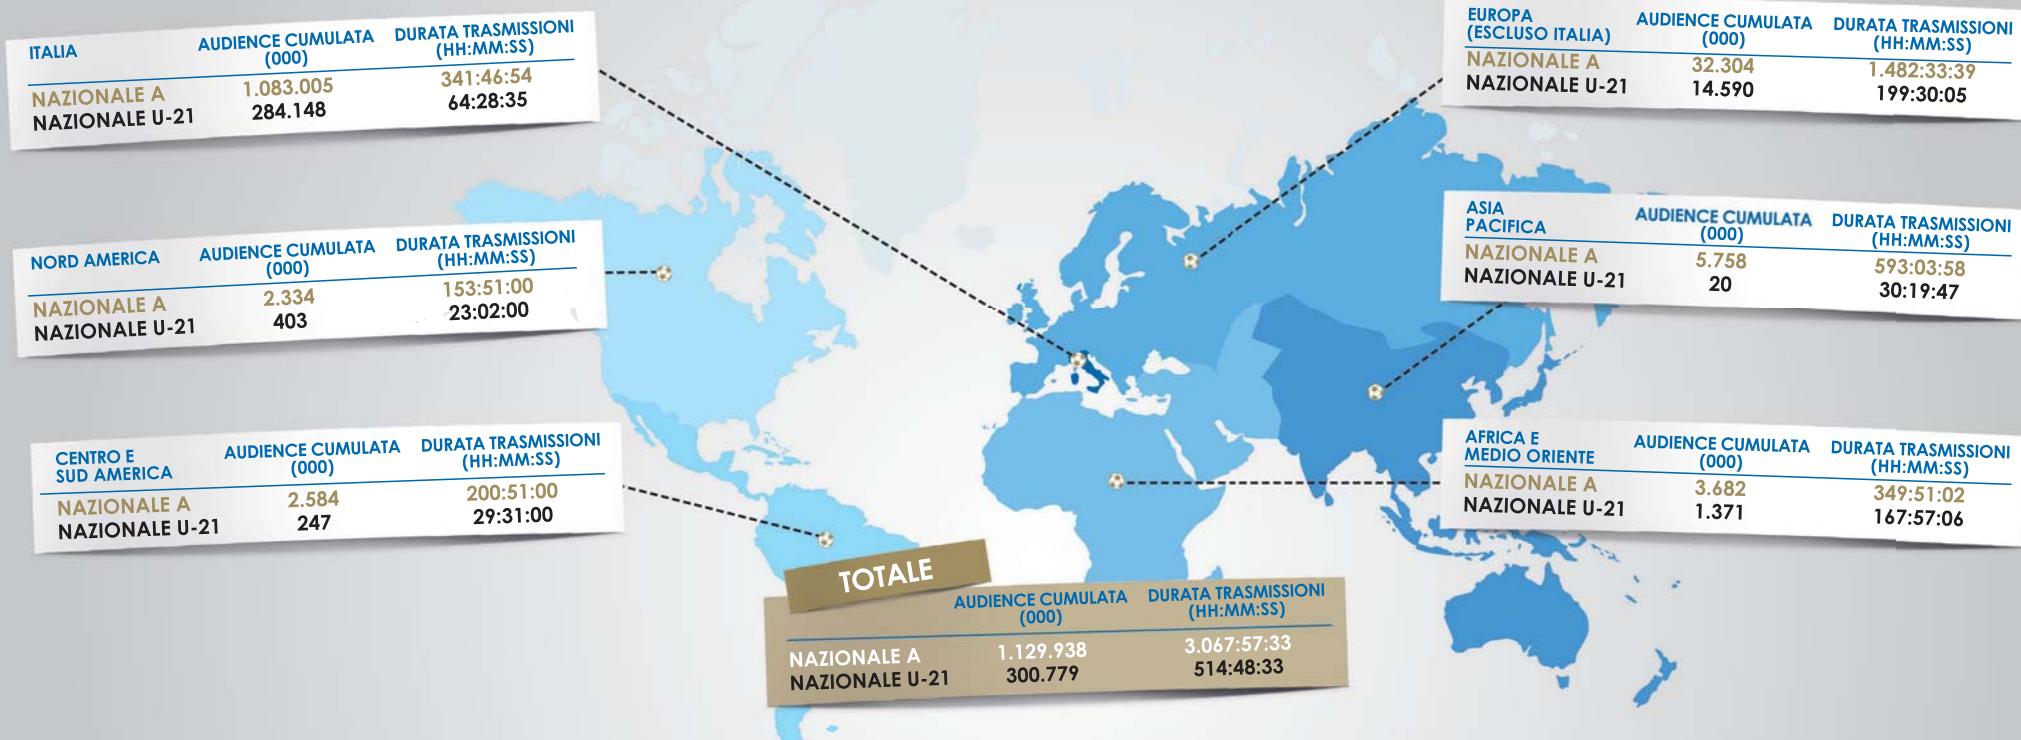 ITALIA AUDIENCE CUMULATA DURATA TRASMISSIONI
(000) (HH:MM:SS)
NAZIONALE A 1.083.005 341:46:54
NAZIONALE U-21 284.148 64:28:35
NORD AMERICA AUDIENCE CUMULATA DURATA TRASMISSIONI
(000) (HH:MM:SS)
NAZIONALE A 2.334 153:51:00
NAZIONALE U-21 403 23:02:00
CENTRO E AUDIENCE CUMULATA DURATA TRASMISSIONI
SUD AMERICA (000) (HH:MM:SS)
NAZIONALE A 2.584 200:51:00
NAZIONALE U-21 247 29:31:00
EUROPA AUDIENCE CUMULATA DURATA TRASMISSIONI
(ESCLUSO ITALIA) (000) (HH:MM:SS)
NAZIONALE A 32.304 1.482:33:39
NAZIONALE U-21 14.590 199:30:05
ASIA AUDIENCE CUMULATA DURATA TRASMISSIONI
PACIFICA (000) (HH:MM:SS)
NAZIONALE A 5.758 593:03:58
NAZIONALE U-21 20 30:19:47
AFRICA E AUDIENCE CUMULATA DURATA TRASMISSIONI
MEDIO ORIENTE (000) (HH:MM:SS)
NAZIONALE A 3.682 349:51:02
NAZIONALE U-21 1.371 167:57:06
TOTALE
AUDIENCE CUMULATA DURATA TRASMISSIONI
(000) (HH:MM:SS)
NAZIONALE A 1.129.938 3.067:57:33
NAZIONALE U-21 300.779 514:48:33